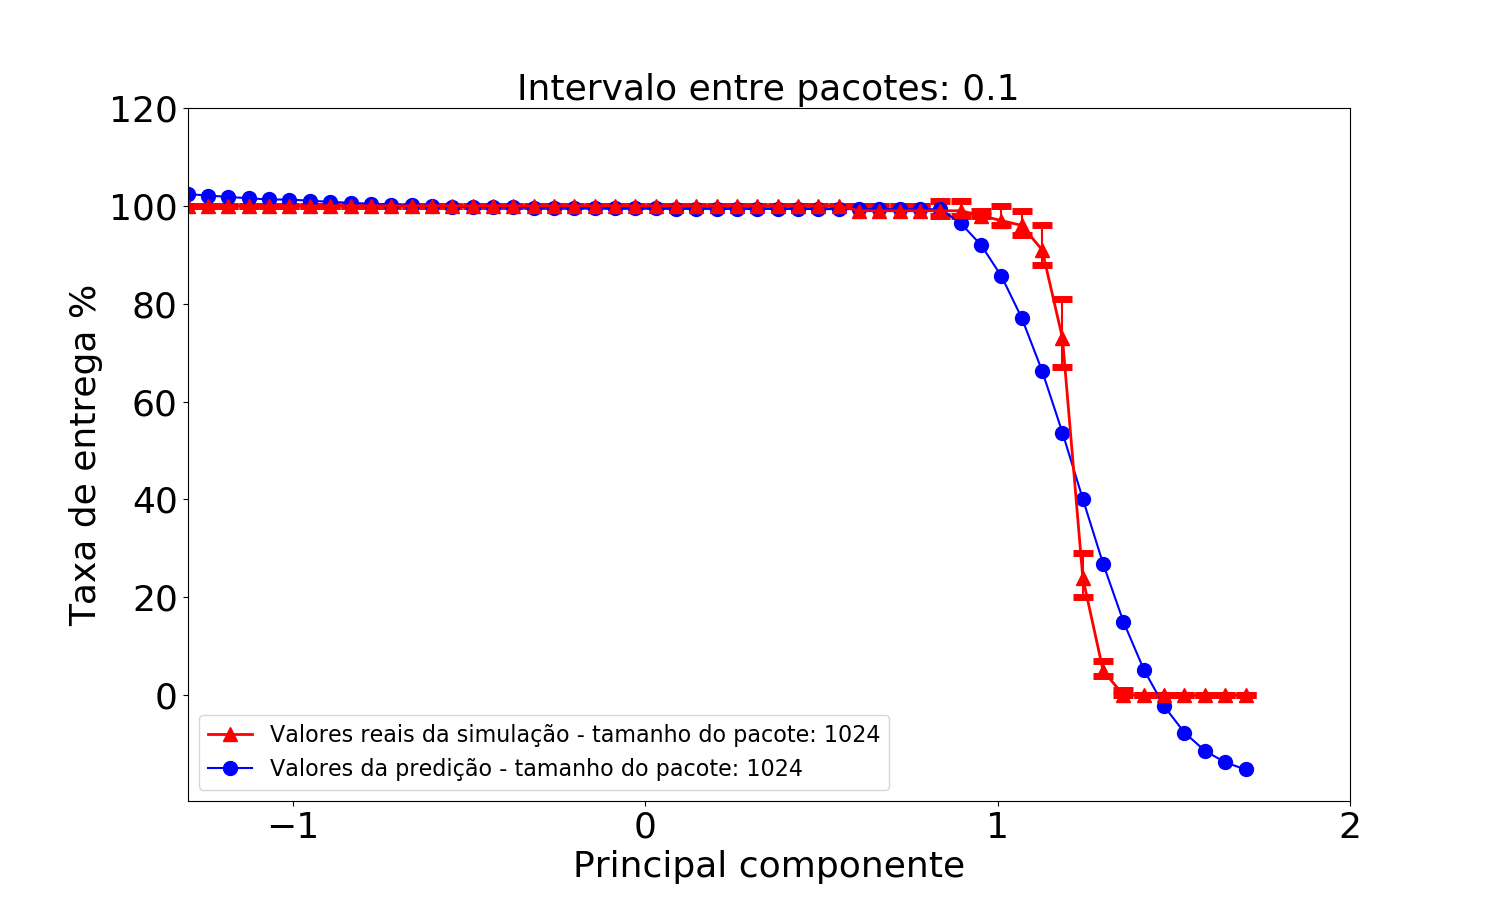 Intervalo entre pacotes: 0.1
120
100
80
60
40
20
0
Taxa de entrega %
Valores reais da simulação - tamanho do pacote: 1024
Valores da predição - tamanho do pacote: 1024
−1 0 1 2
Principal componente